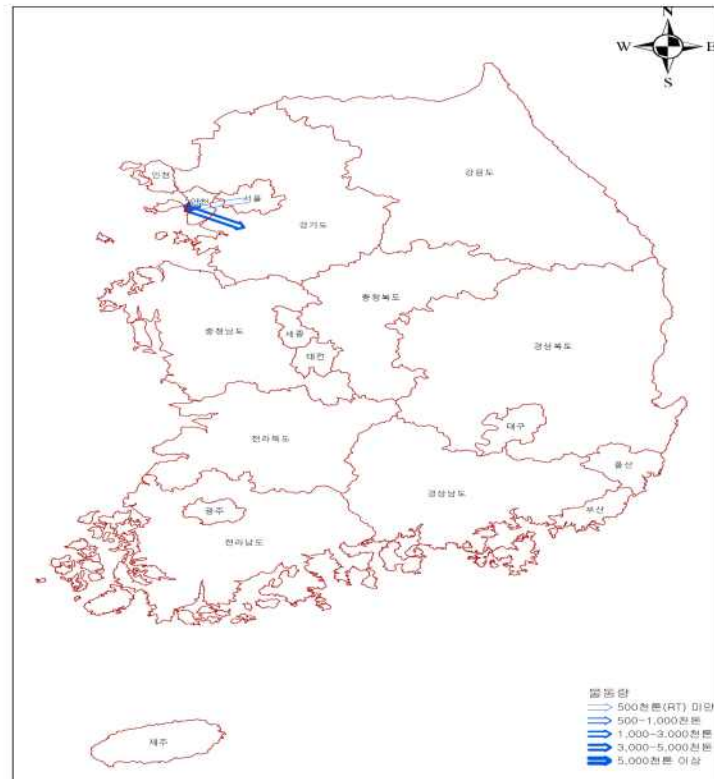 N
W E
S
인천
서울
강원도
경기도
충청북도
충청남도
세종
대전
경상북도
대구
전라북도
울산
경상남도
부산
광주
전라남도
제주
물동량
500천톤(RT) 미만
500-1,000천톤
1,000-3,000천톤
3,000-5,000천톤
5,000천톤 이상